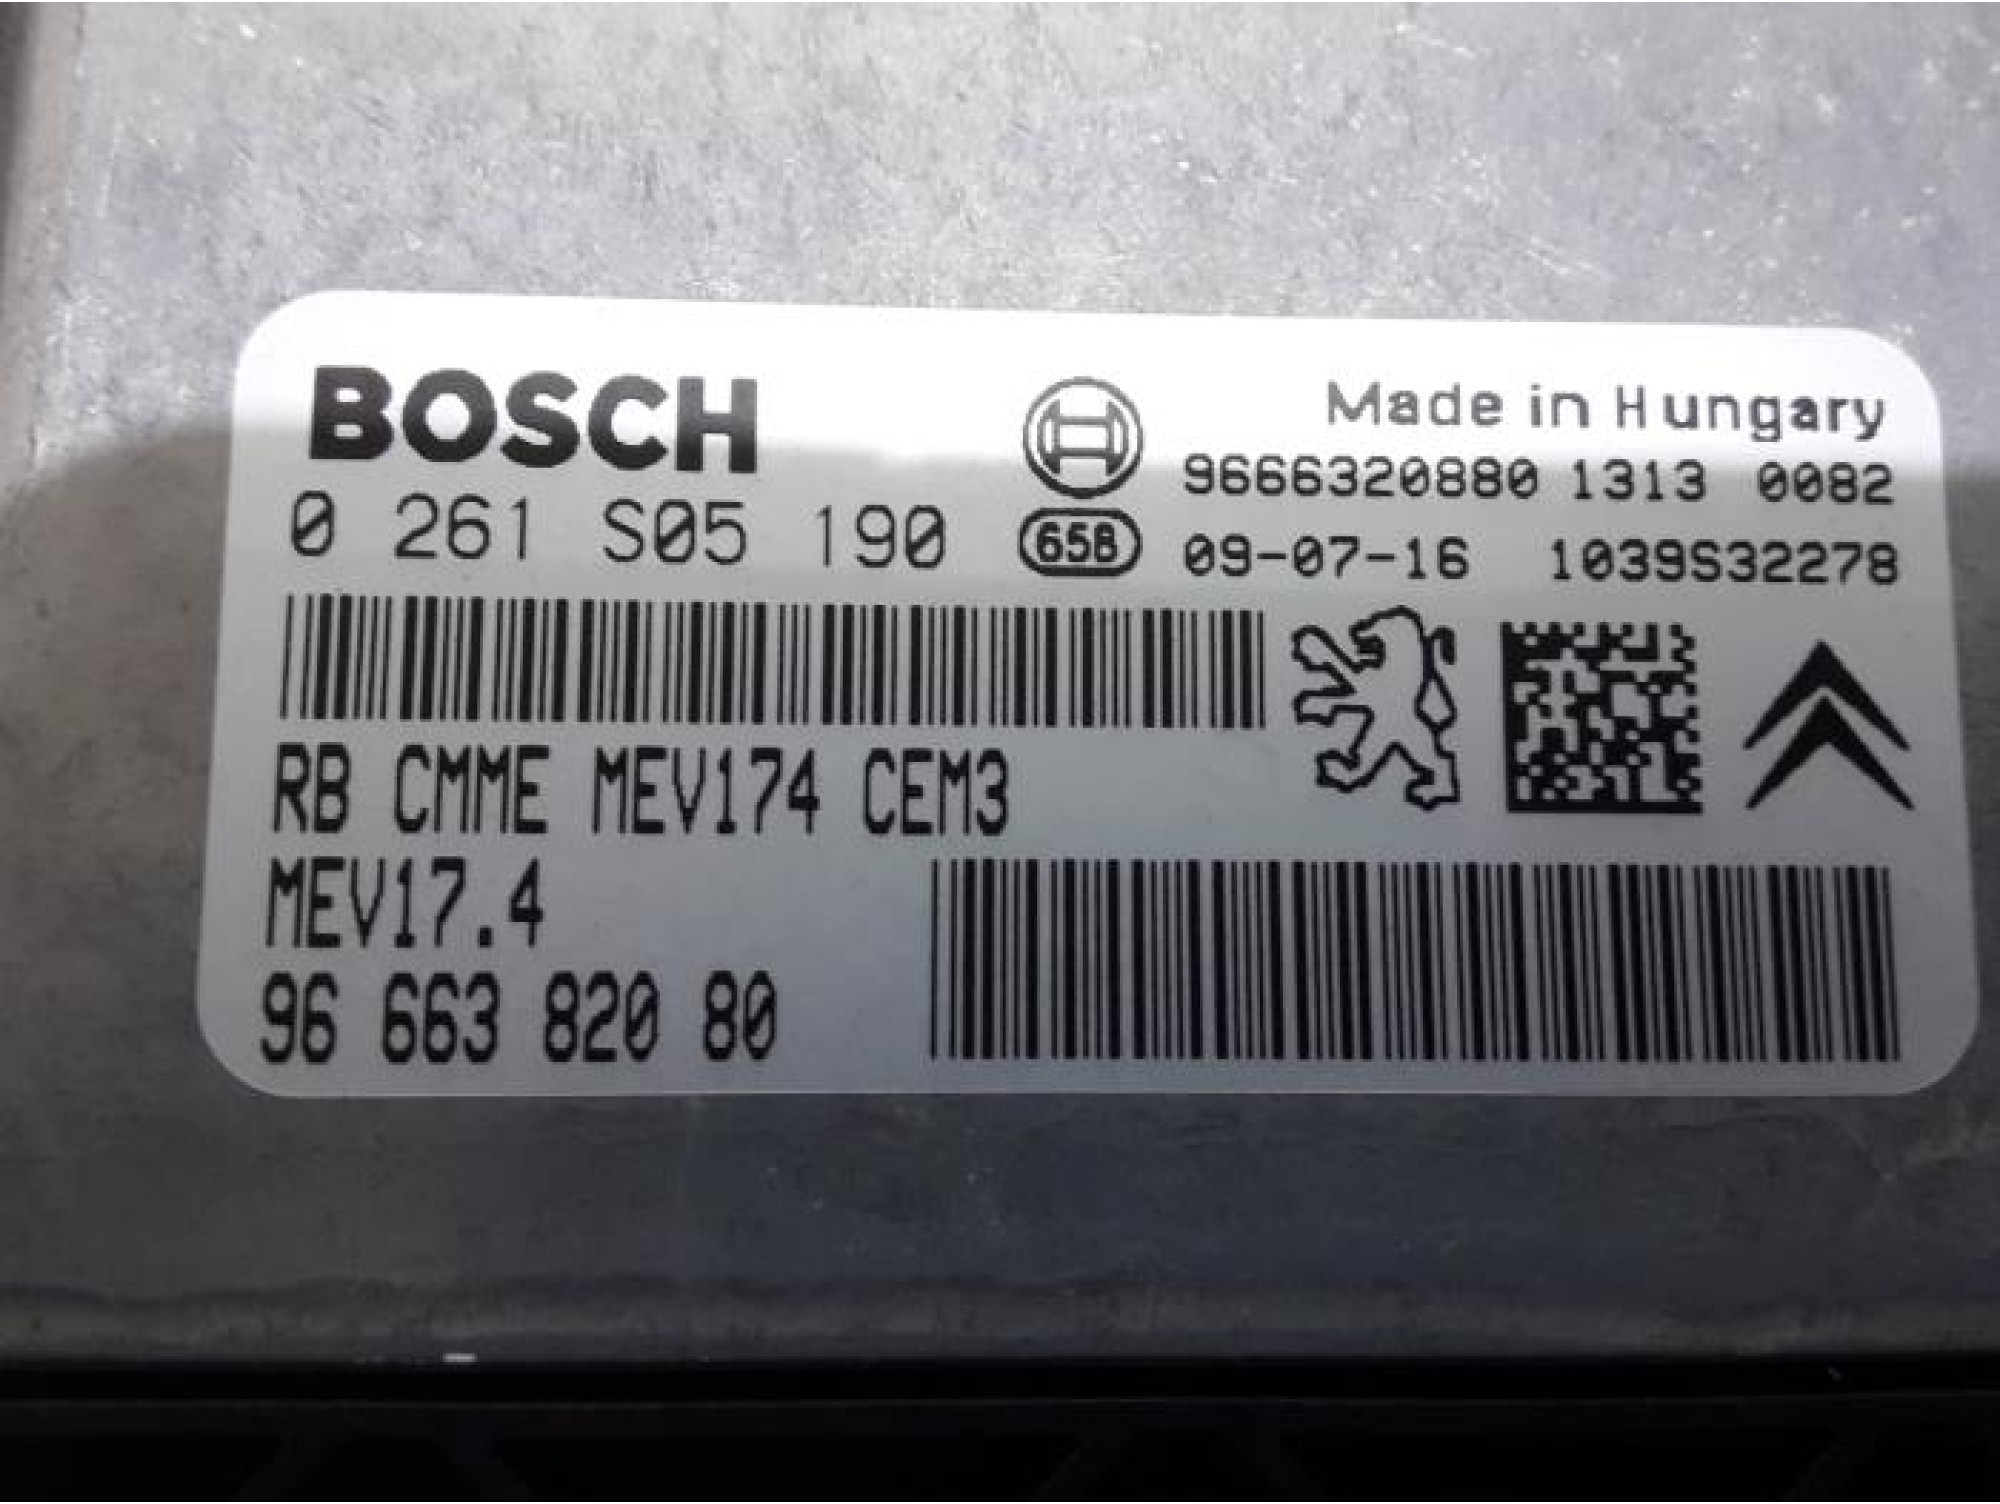 BOSCH
Made in Hungary
9666320880 1313 0082
0 261 S05 190
658
09-07-16 1039S32278
RB CMME MEV174 CEM3
MEV17.4
96 663 820 80